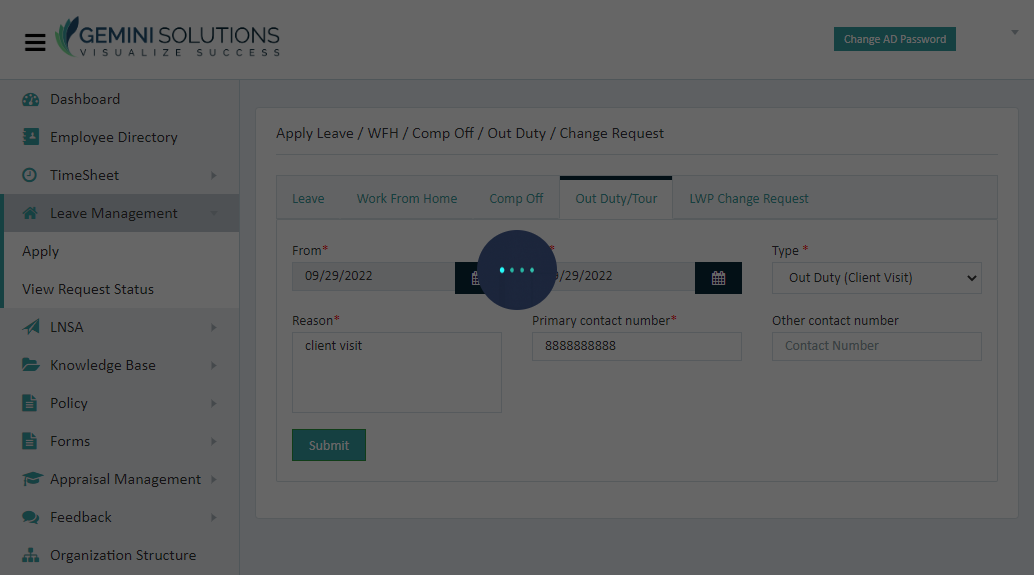 GEMINI SOLUTIONS
VISUALIZE SUCCESS
Change AD Password
Dashboard
Employee Directory
TimeSheet
Leave Management
Apply
View Request Status
LNSA
Knowledge Base
Policy
Forms
Appraisal Management
Feedback
Organization Structure
Apply Leave / WFH / Comp Off / Out Duty / Change Request
Leave Work From Home Comp Off Out Duty/Tour LWP Change Request
From* * Type *
09/29/2022 /29/2022 Out Duty (Client Visit)
Reason* Primary contact number* Other contact number
client visit 8888888888 Contact Number
Submit